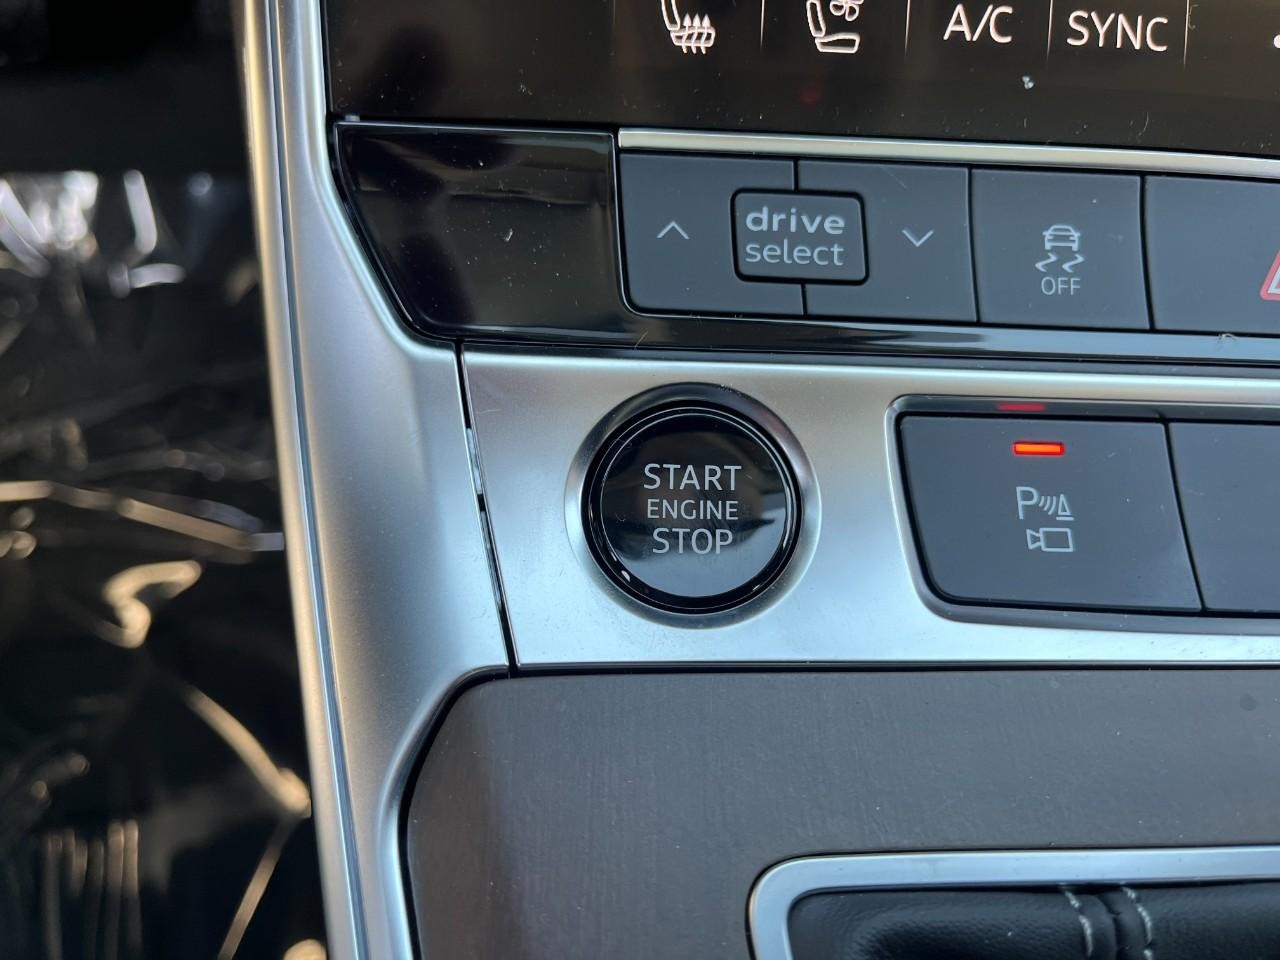 A/C
SYNC
drive
select
OFF
START
ENGINE
STOP
P